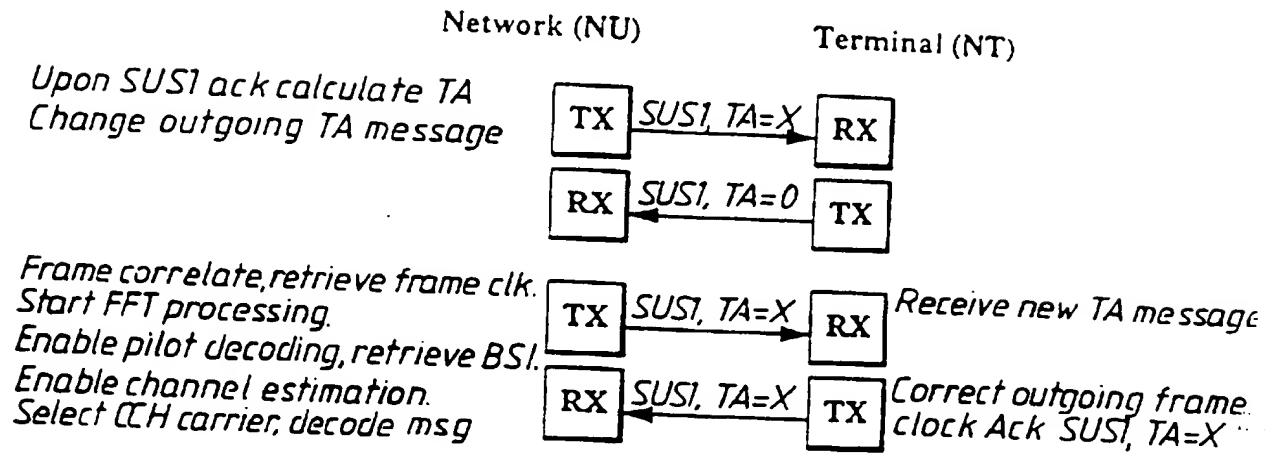 Network (NU)
Terminal (NT)
Upon SUS1 ack calculate TA
Change outgoing TA message
TX
SUS1, TA=X
RX
RX
SUS1, TA=0
TX
Frame correlate, retrieve frame clk.
Start FFT processing.
Enable pilot decoding, retrieve BSI.
Enable channel estimation.
Select CCH carrier, decode msg
TX
SUS1, TA=X
RX
Receive new TA message
RX
SUS1, TA=X
TX
Correct outgoing frame
clock Ack SUS1, TA=X